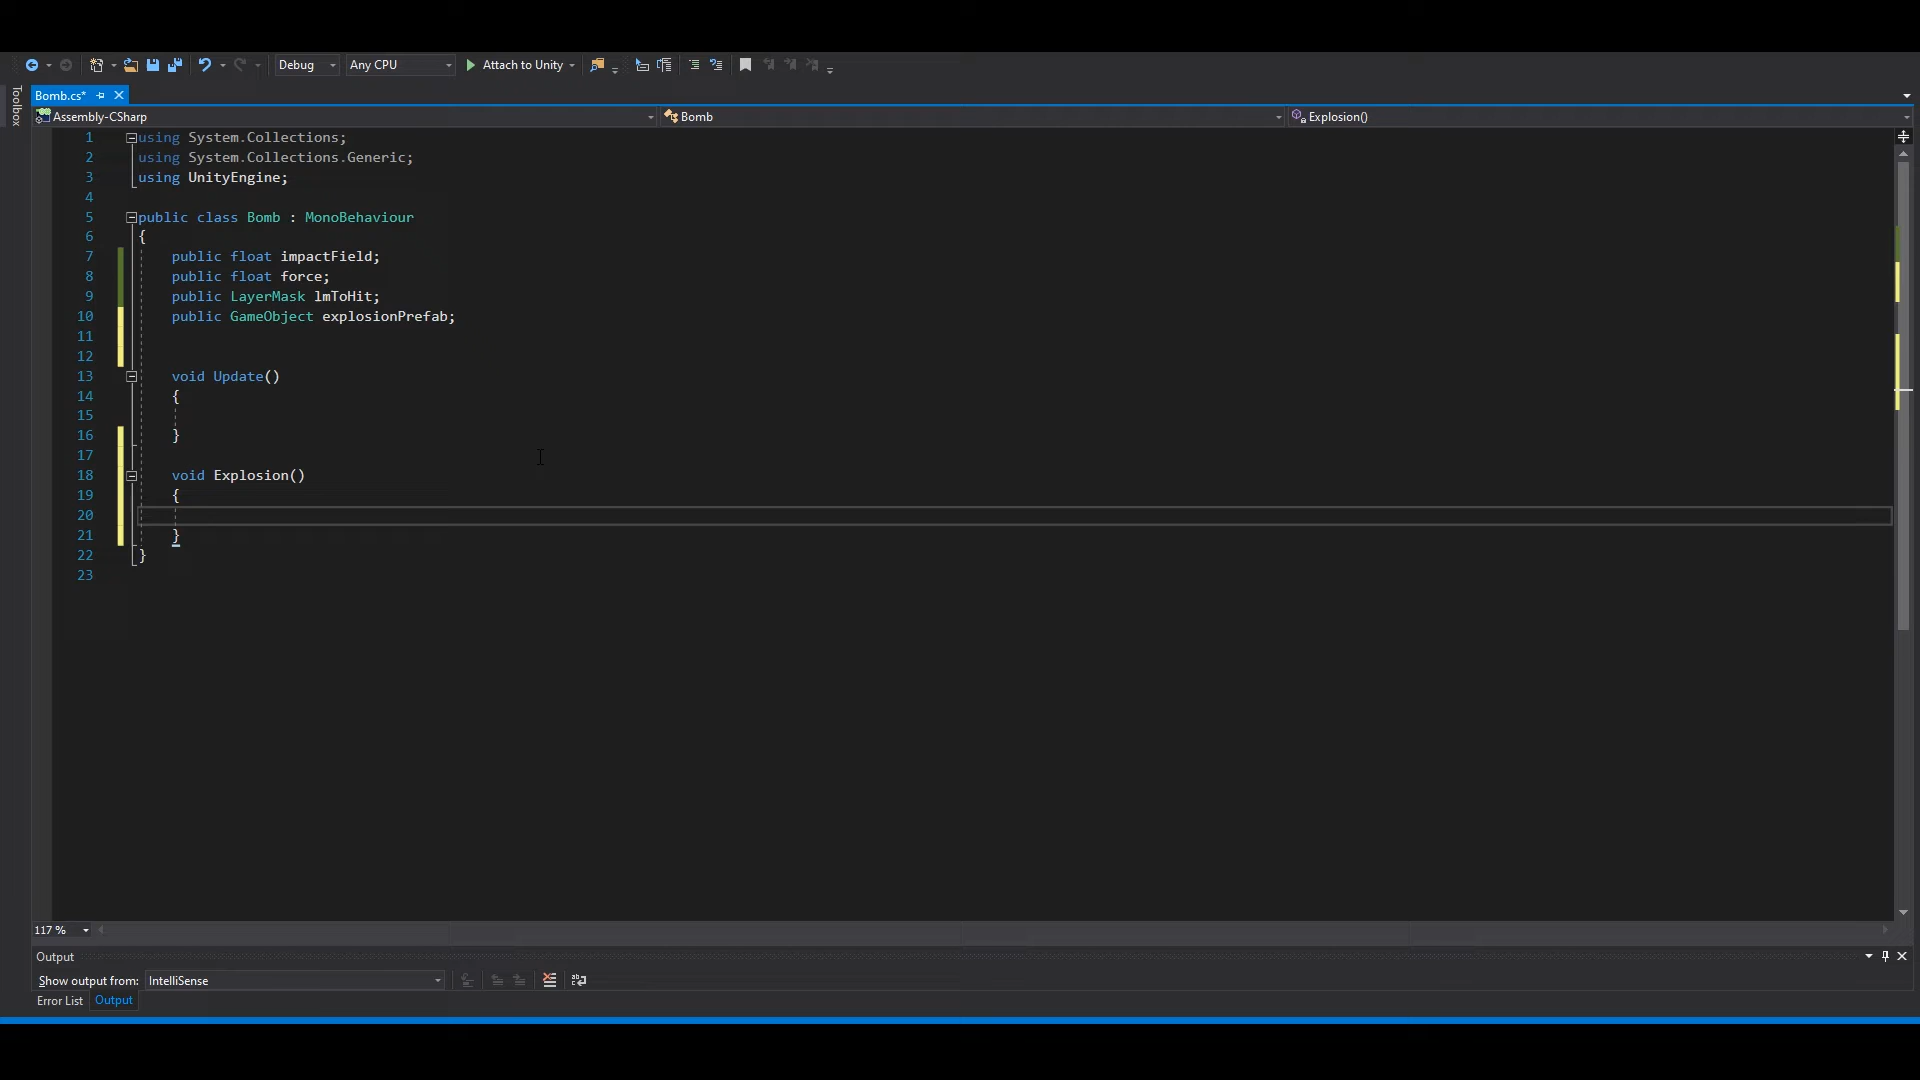 Debug Any CPU Attach to Unity
Toolbox
Bomb.cs*
Assembly-CSharp Bomb Explosion()
1 using System.Collections;
2 using System.Collections.Generic;
3 using UnityEngine;
4
5 public class Bomb : MonoBehaviour
6 {
7 public float impactField;
8 public float force;
9 public LayerMask lmToHit;
10 public GameObject explosionPrefab;
11
12
13 void Update()
14 {
15
16 }
17
18 void Explosion()
19 {
20
21 }
22 }
23
117 %
Output
Show output from: IntelliSense
Error List Output